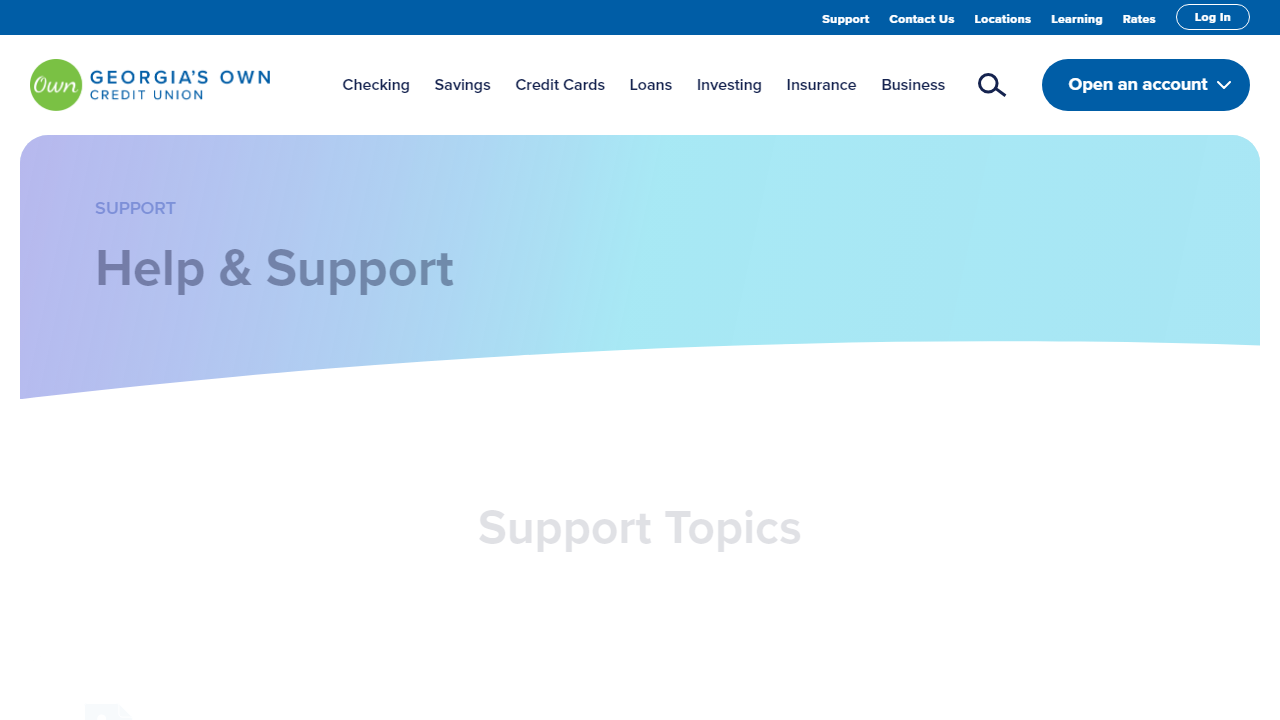 Support Contact Us Locations Learning Rates Log In
Own GEORGIA'S OWN
CREDIT UNION
Checking Savings Credit Cards Loans Investing Insurance Business Open an account
SUPPORT
Help & Support
Support Topics